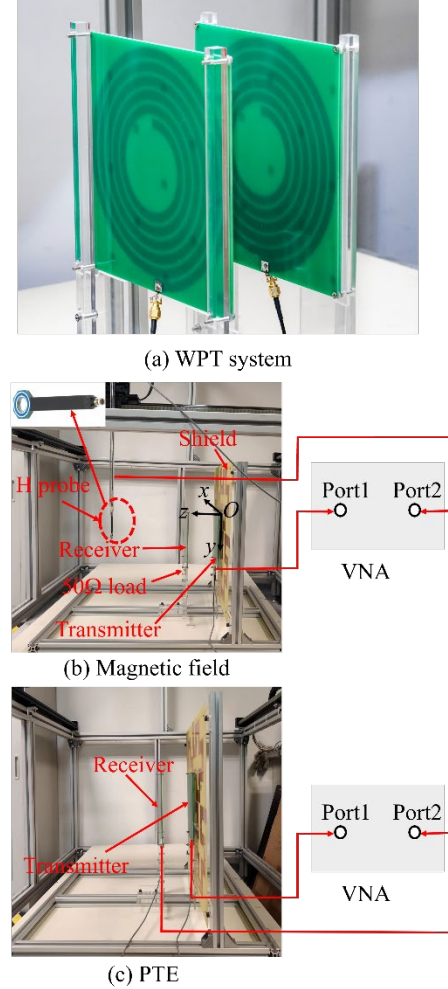 (a) WPT system
Shield
H probe
x
z
O
y
Receiver
50Ω load
Transmitter
Port1
Port2
VNA
(b) Magnetic field
Receiver
Transmitter
Port1
Port2
VNA
(c) PTE